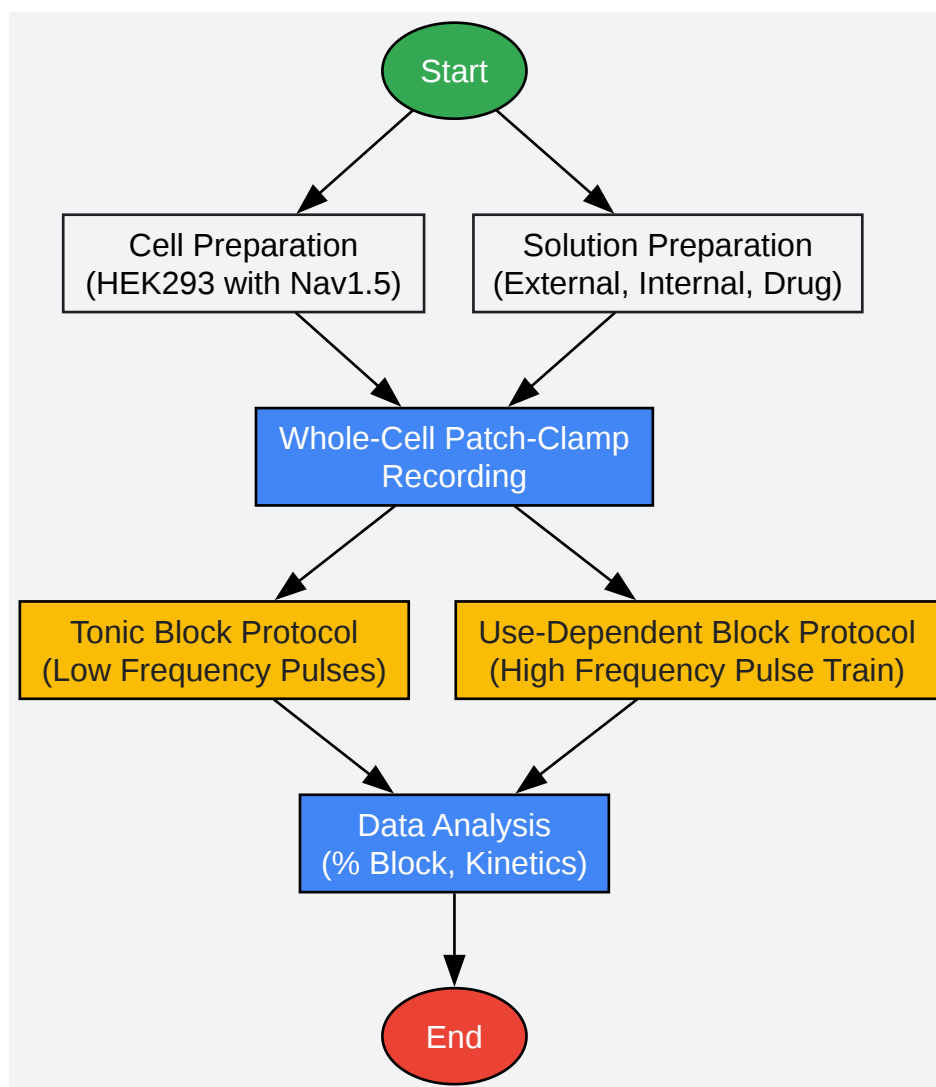 Start
Cell Preparation
(HEK293 with Nav1.5)
Solution Preparation
(External, Internal, Drug)
Whole-Cell Patch-Clamp
Recording
Tonic Block Protocol
(Low Frequency Pulses)
Use-Dependent Block Protocol
(High Frequency Pulse Train)
Data Analysis
(% Block, Kinetics)
End